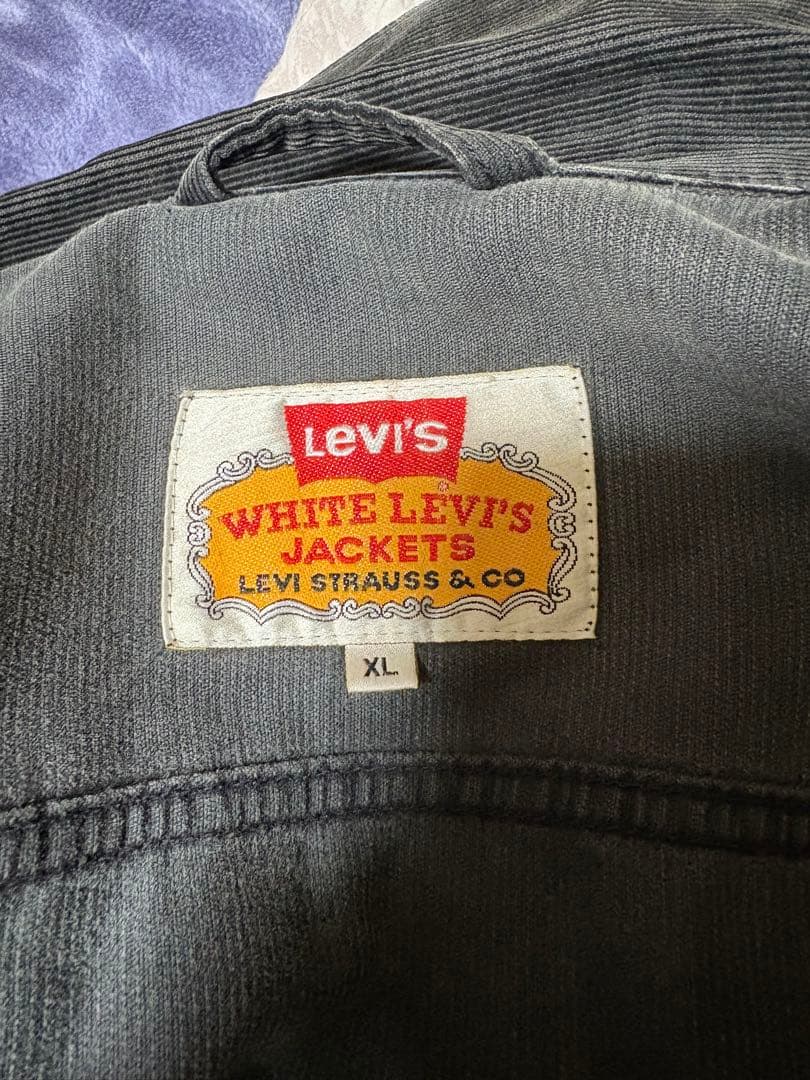 LEVI'S
®
WHITE LEVI'S
JACKETS
LEVI STRAUSS & CO
XL